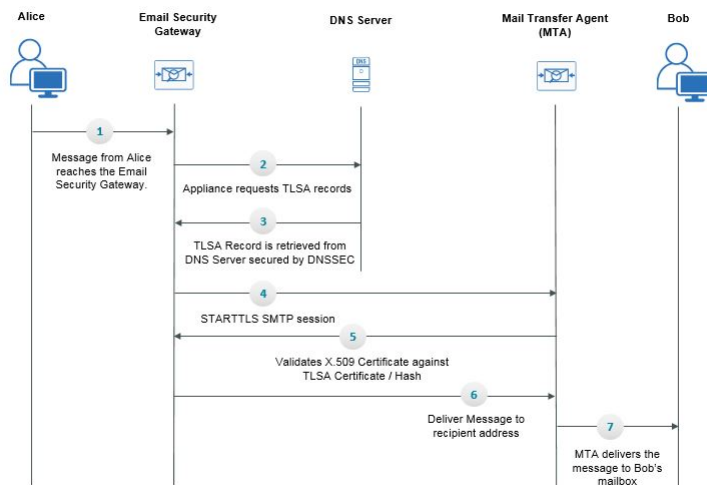 Alice
Email Security
Gateway
DNS Server
Mail Transfer Agent
(MTA)
Bob
DNS
1
Message from Alice
reaches the Email
Security Gateway.
2
Appliance requests TLSA records
3
TLSA Record is retrieved from
DNS Server secured by DNSSEC
4
STARTTLS SMTP session
5
Validates X.509 Certificate against
TLSA Certificate / Hash
6
Deliver Message to
recipient address
7
MTA delivers the
message to Bob's
mailbox